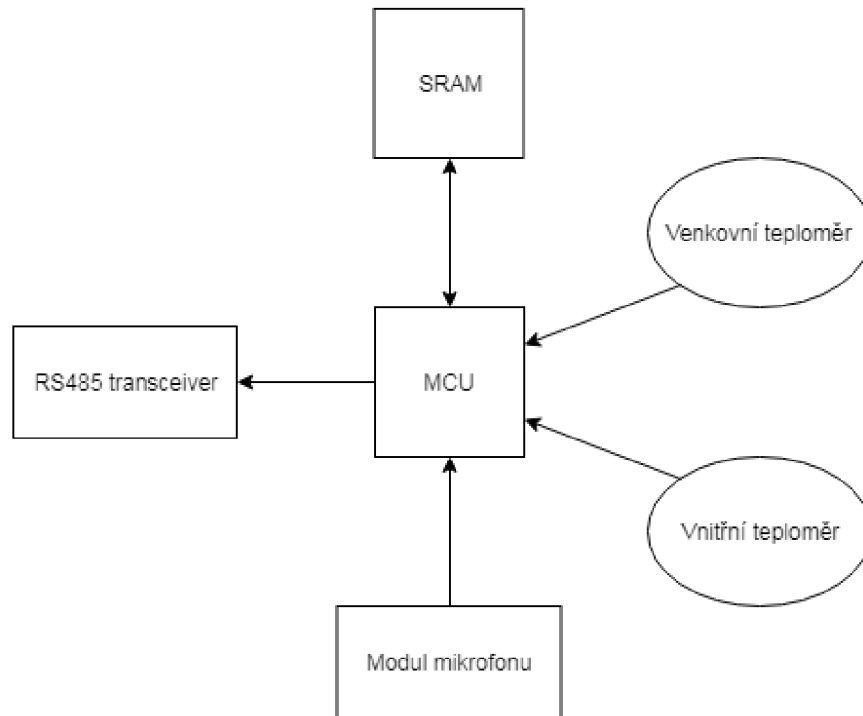 SRAM
Venkovní teploměr
RS485 transceiver
MCU
Vnitřní teploměr
Modul mikrofonu